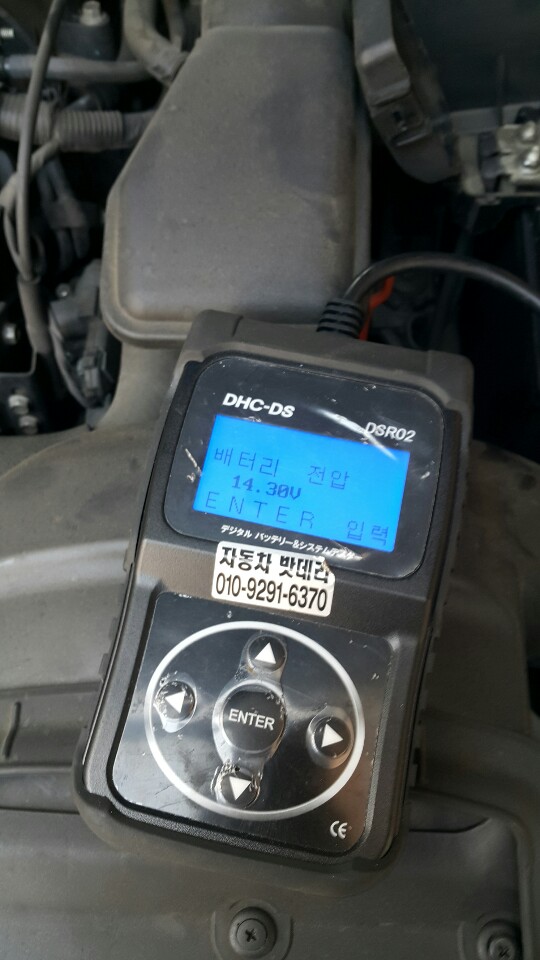 DHC-DS
DSR02
배터리 전압
14.30V
ENTER 입력
デジタル バッテリー&システムテスター
자동차 밧데리
010-9291-6370
ENTER
CE